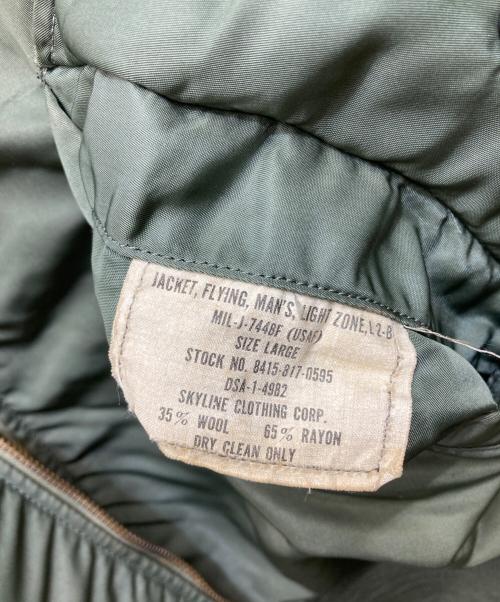 JACKET, FLYING, MAN'S, LIGHT ZONE, L2-B
MIL-J-7448F (USAF)
SIZE LARGE
STOCK NO. 8415-817-0595
DSA-1-4982
SKYLINE CLOTHING CORP.
35% WOOL 65% RAYON
DRY CLEAN ONLY